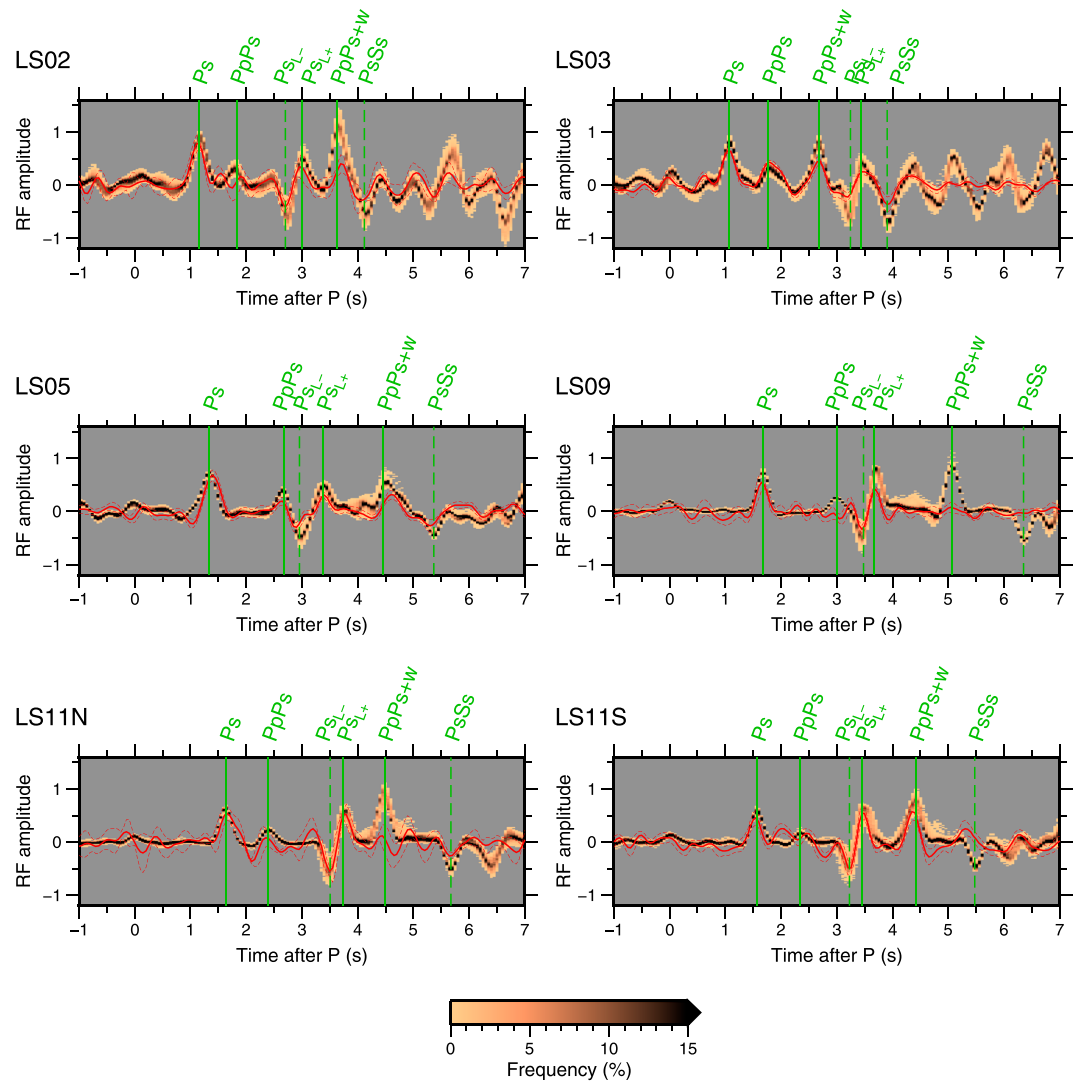 LS02
Ps PpPs PsL− PsL+ PpPs+w PsSs
RF amplitude
1
0
−1
−1 0 1 2 3 4 5 6 7
Time after P (s)
LS03
Ps PpPs PpPs+w PsL− PsL+ PsSs
RF amplitude
1
0
−1
−1 0 1 2 3 4 5 6 7
Time after P (s)
LS05
Ps PpPs PsL− PsL+ PpPs+w PsSs
RF amplitude
1
0
−1
−1 0 1 2 3 4 5 6 7
Time after P (s)
LS09
Ps PpPs PsL− PsL+ PpPs+w PsSs
RF amplitude
1
0
−1
−1 0 1 2 3 4 5 6 7
Time after P (s)
LS11N
Ps PpPs PsL− PsL+ PpPs+w PsSs
RF amplitude
1
0
−1
−1 0 1 2 3 4 5 6 7
Time after P (s)
LS11S
Ps PpPs PsL− PsL+ PpPs+w PsSs
RF amplitude
1
0
−1
−1 0 1 2 3 4 5 6 7
Time after P (s)
0 5 10 15
Frequency (%)